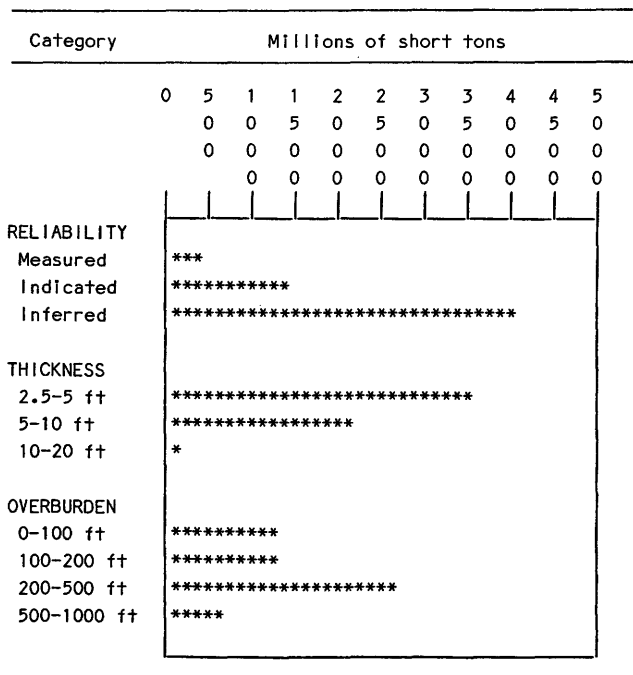 Category Millions of short tons
0 5 1 1 2 2 3 3 4 4 5
0 0 5 0 5 0 5 0 5 0
0 0 0 0 0 0 0 0 0 0
0 0 0 0 0 0 0 0 0
RELIABILITY
Measured ***
Indicated ***********
Inferred ********************************
THICKNESS
2.5-5 ft ****************************
5-10 ft *****************
10-20 ft *
OVERBURDEN
0-100 ft **********
100-200 ft **********
200-500 ft *********************
500-1000 ft *****